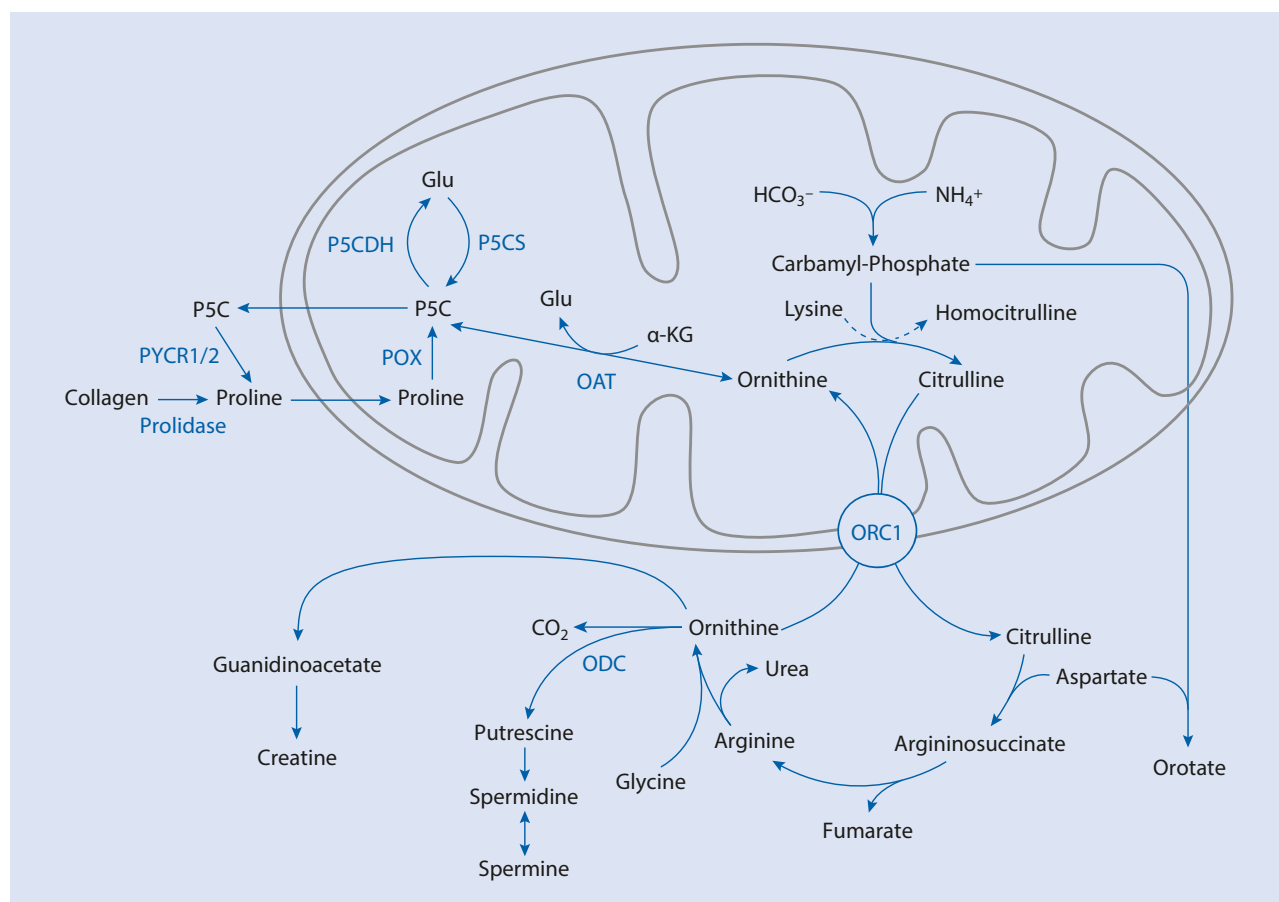 Glu
HCO₃⁻
NH₄⁺
P5CDH
P5CS
Carbamyl-Phosphate
P5C
P5C
Glu
Lysine
Homocitrulline
α-KG
PYCR1/2
POX
OAT
Ornithine
Citrulline
Collagen
Proline
Proline
Prolidase
ORC1
CO₂
Ornithine
Citrulline
Guanidinoacetate
ODC
Urea
Aspartate
Putrescine
Arginine
Argininosuccinate
Creatine
Glycine
Orotate
Spermidine
Fumarate
Spermine